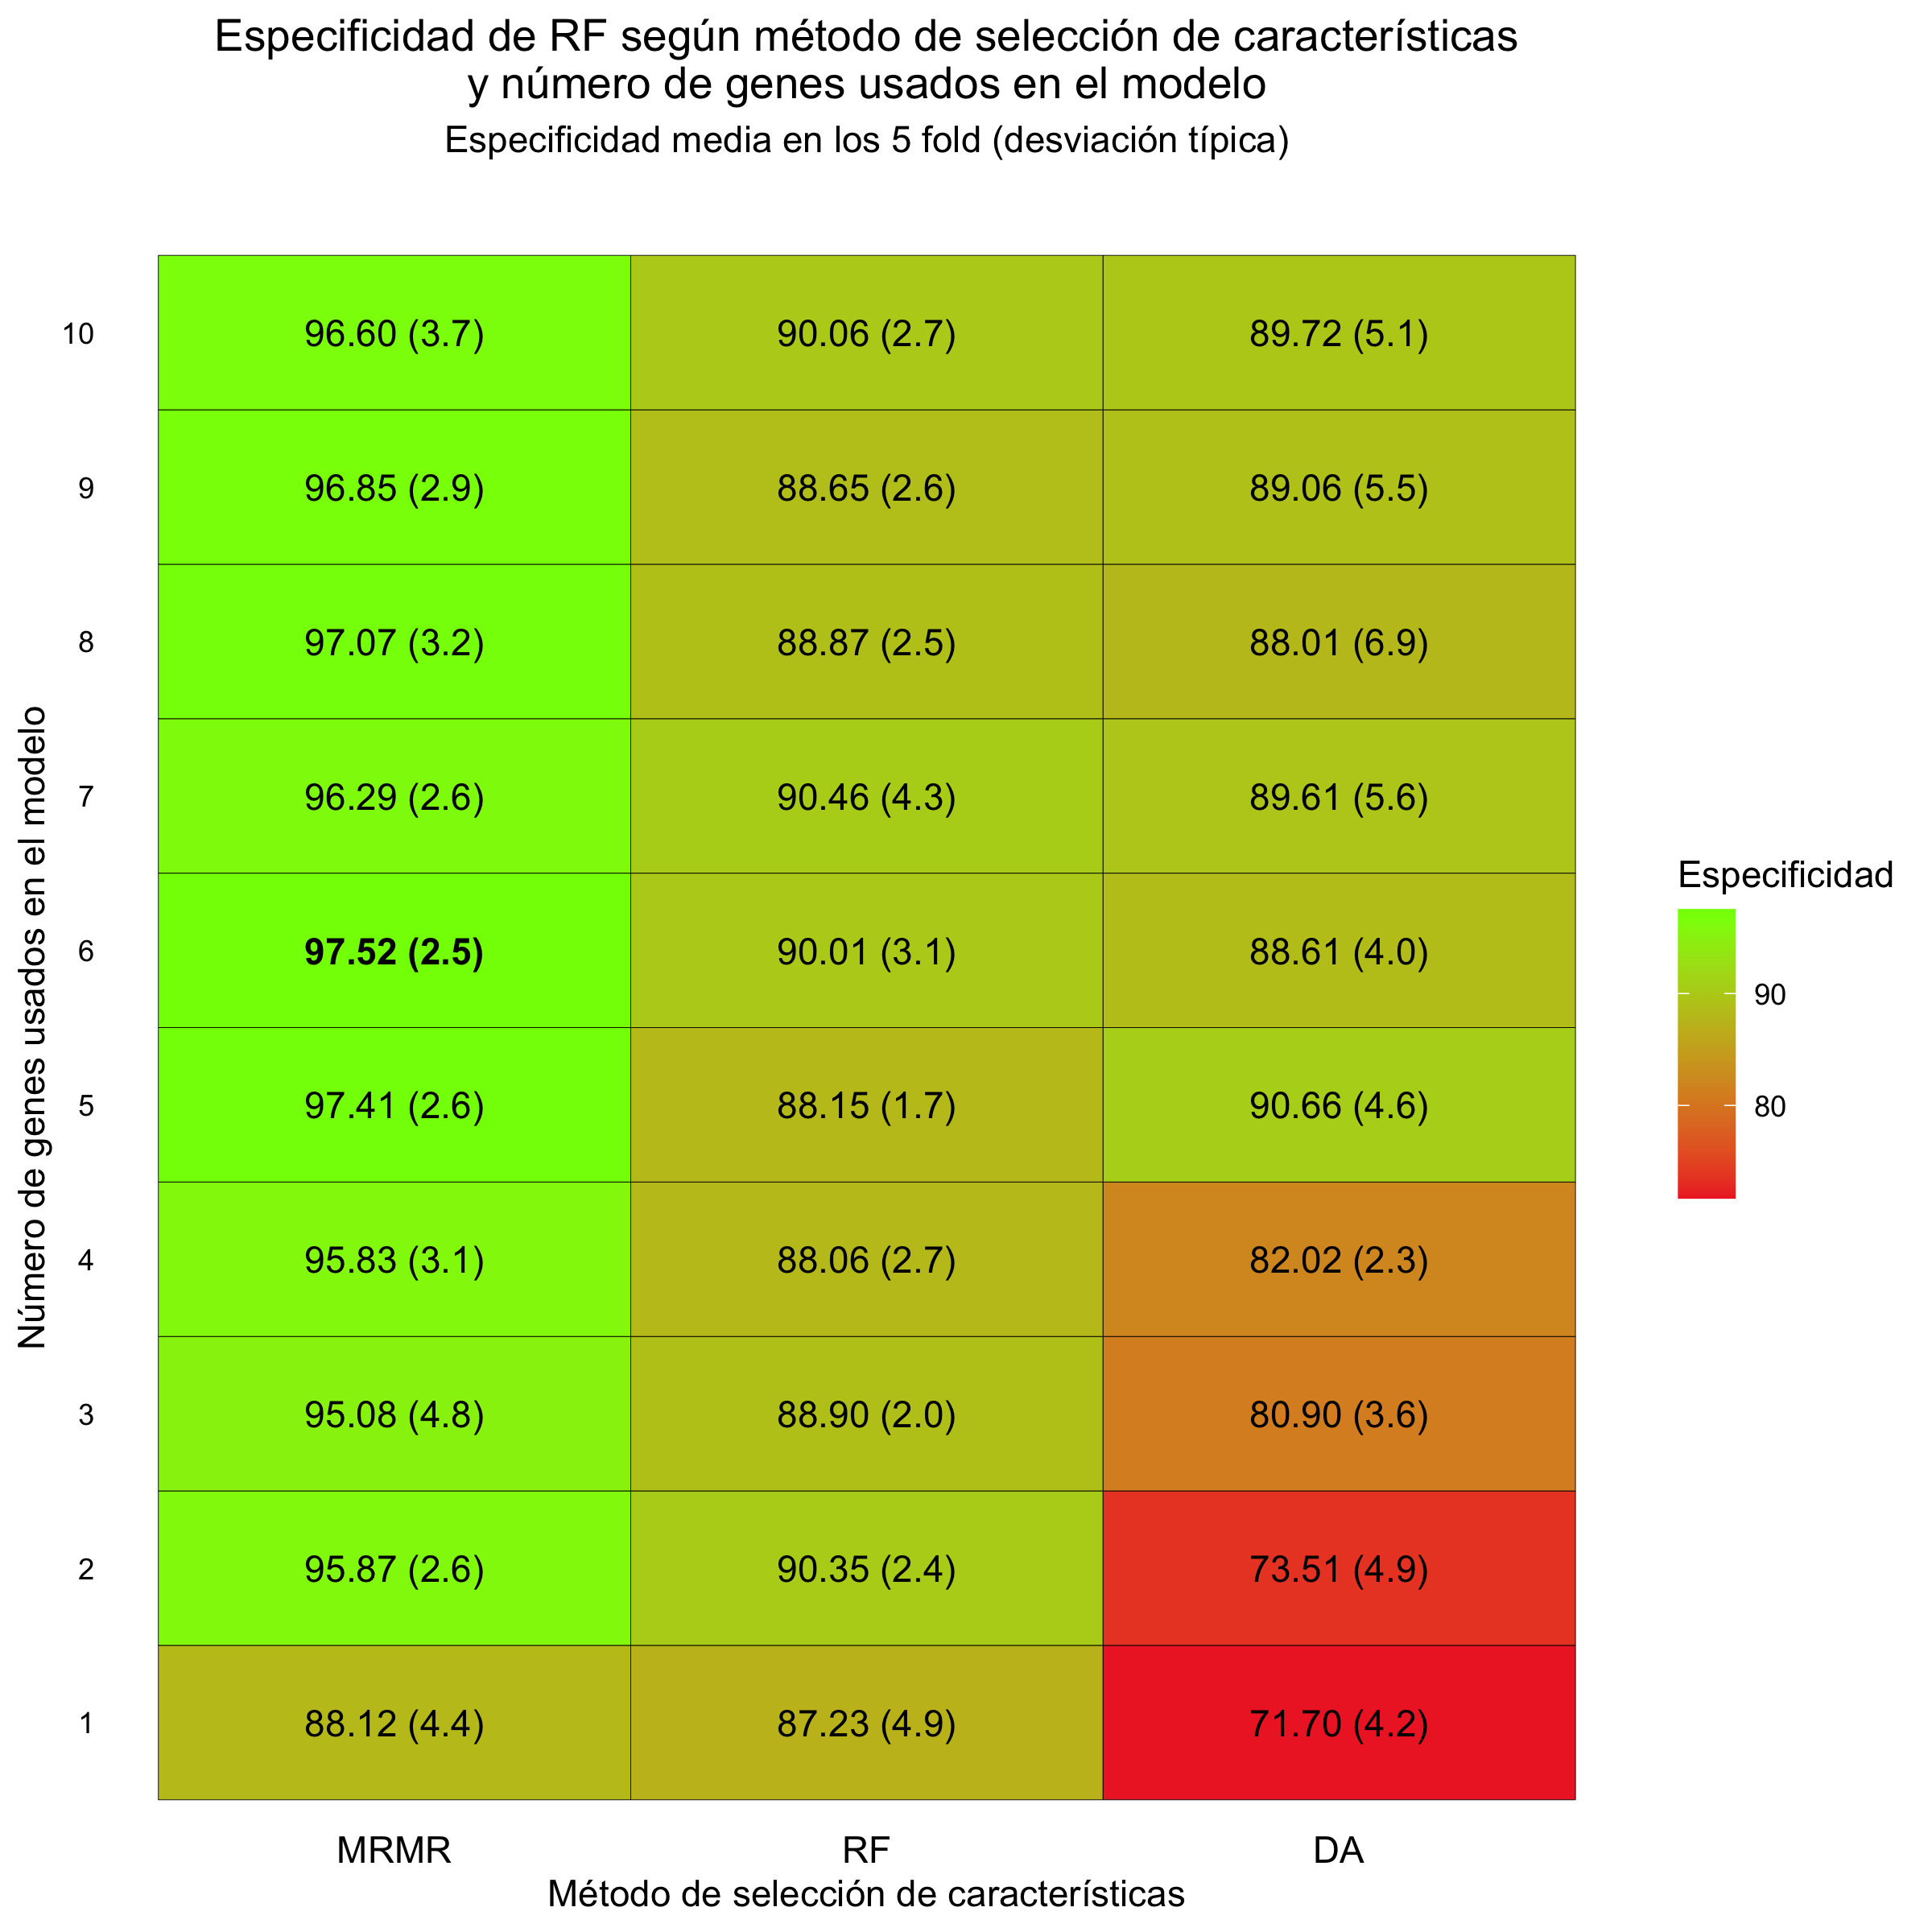 Especificidad de RF según método de selección de características
y número de genes usados en el modelo
Especificidad media en los 5 fold (desviación típica)
Número de genes usados en el modelo
10 96.60 (3.7) 90.06 (2.7) 89.72 (5.1)
9 96.85 (2.9) 88.65 (2.6) 89.06 (5.5)
8 97.07 (3.2) 88.87 (2.5) 88.01 (6.9)
7 96.29 (2.6) 90.46 (4.3) 89.61 (5.6)
6 97.52 (2.5) 90.01 (3.1) 88.61 (4.0)
5 97.41 (2.6) 88.15 (1.7) 90.66 (4.6)
4 95.83 (3.1) 88.06 (2.7) 82.02 (2.3)
3 95.08 (4.8) 88.90 (2.0) 80.90 (3.6)
2 95.87 (2.6) 90.35 (2.4) 73.51 (4.9)
1 88.12 (4.4) 87.23 (4.9) 71.70 (4.2)
MRMR RF DA
Método de selección de características
Especificidad
90
80